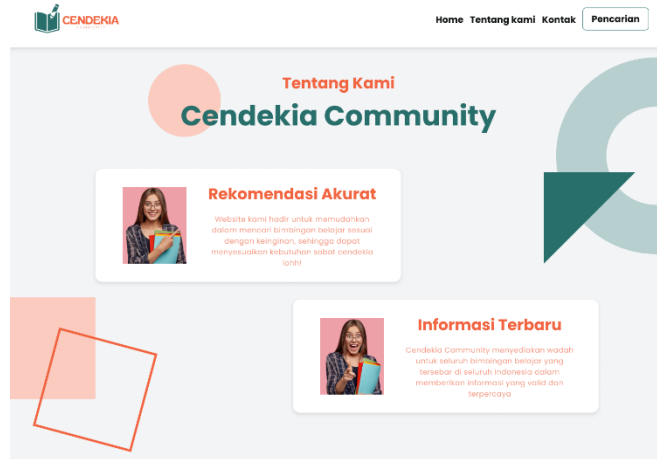 CENDEKIA
Home Tentang kami Kontak Pencarian
Tentang Kami
Cendekia Community
Rekomendasi Akurat
Website kami hadir untuk memudahkan
dalam mencari bimbingan belajar sesuai
dengan keinginan, sehingga dapat
menyesuaikan kebutuhan sobat cendekia
lohh!
Informasi Terbaru
Cendekia Community menyediakan wadah
untuk seluruh bimbingan belajar yang
tersebar di seluruh Indonesia dalam
memberikan informasi yang valid dan
terpercaya